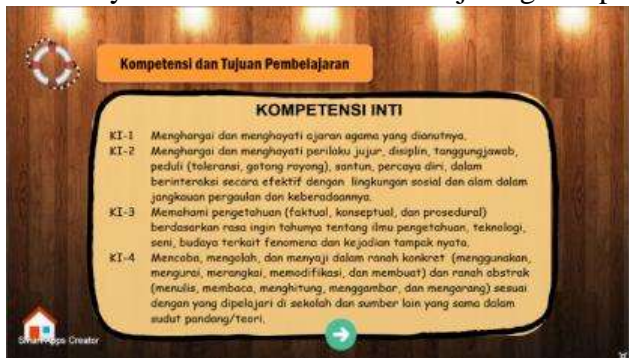 Kompetensi dan Tujuan Pembelajaran
KOMPETENSI INTI
KI-1 Menghargai dan menghayati ajaran agama yang dianutnya.
KI-2 Menghargai dan menghayati perilaku jujur, disiplin, tanggungjawab,
peduli (toleransi, gotong royong), santun, percaya diri, dalam
berinteraksi secara efektif dengan lingkungan sosial dan alam dalam
jangkauan pergaulan dan keberadaannya.
KI-3 Memahami pengetahuan (faktual, konseptual, dan prosedural)
berdasarkan rasa ingin tahunya tentang ilmu pengetahuan, teknologi,
seni, budaya terkait fenomena dan kejadian tampak nyata.
KI-4 Mencoba, mengolah, dan menyaji dalam ranah konkret (menggunakan,
mengurai, merangkai, memodifikasi, dan membuat) dan ranah abstrak
(menulis, membaca, menghitung, menggambar, dan mengarang) sesuai
dengan yang dipelajari di sekolah dan sumber lain yang sama dalam
sudut pandang/teori.
Smart Apps Creator